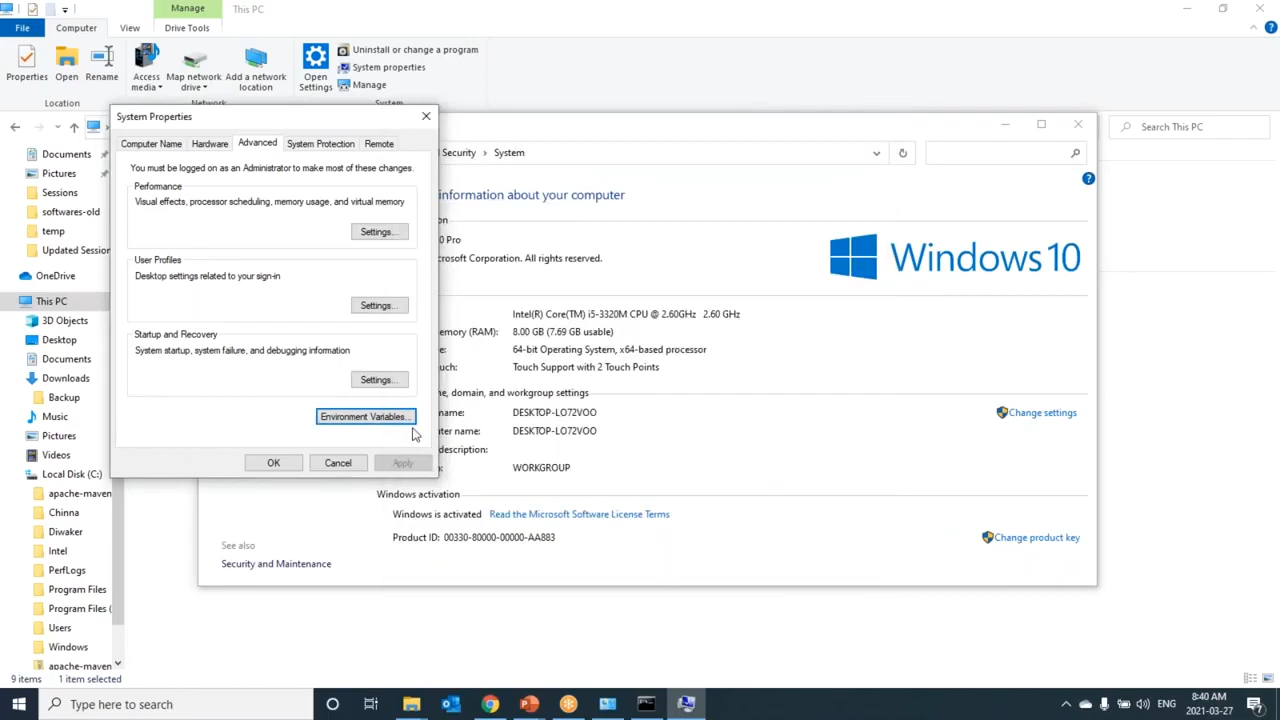 Manage
This PC
File
Computer
View
Drive Tools
Properties
Open
Rename
Access media
Map network drive
Add a network location
Open Settings
Uninstall or change a program
System properties
Manage
Location
Network
System
System Properties
Search This PC
Computer Name
Hardware
Advanced
System Protection
Remote
You must be logged on as an Administrator to make most of these changes.
Performance
Visual effects, processor scheduling, memory usage, and virtual memory
Settings...
User Profiles
Desktop settings related to your sign-in
Settings...
Startup and Recovery
System startup, system failure, and debugging information
Settings...
Environment Variables...
OK
Cancel
Apply
Security › System
information about your computer
0 Pro
rosoft Corporation. All rights reserved.
Windows 10
Intel(R) Core(TM) i5-3320M CPU @ 2.60GHz 2.60 GHz
emory (RAM): 8.00 GB (7.69 GB usable)
64-bit Operating System, x64-based processor
Touch Support with 2 Touch Points
e, domain, and workgroup settings
name: DESKTOP-LO72VOO
Change settings
ter name: DESKTOP-LO72VOO
description:
WORKGROUP
Windows activation
Windows is activated Read the Microsoft Software License Terms
Product ID: 00330-80000-00000-AA883
Change product key
See also
Security and Maintenance
Documents
Pictures
Sessions
softwares-old
temp
Updated Session
OneDrive
This PC
3D Objects
Desktop
Documents
Downloads
Backup
Music
Pictures
Videos
Local Disk (C:)
apache-maven
Chinna
Diwaker
Intel
PerfLogs
Program Files
Program Files (
Users
Windows
apache-maven
9 items
1 item selected
Type here to search
ENG
8:40 AM
2021-03-27